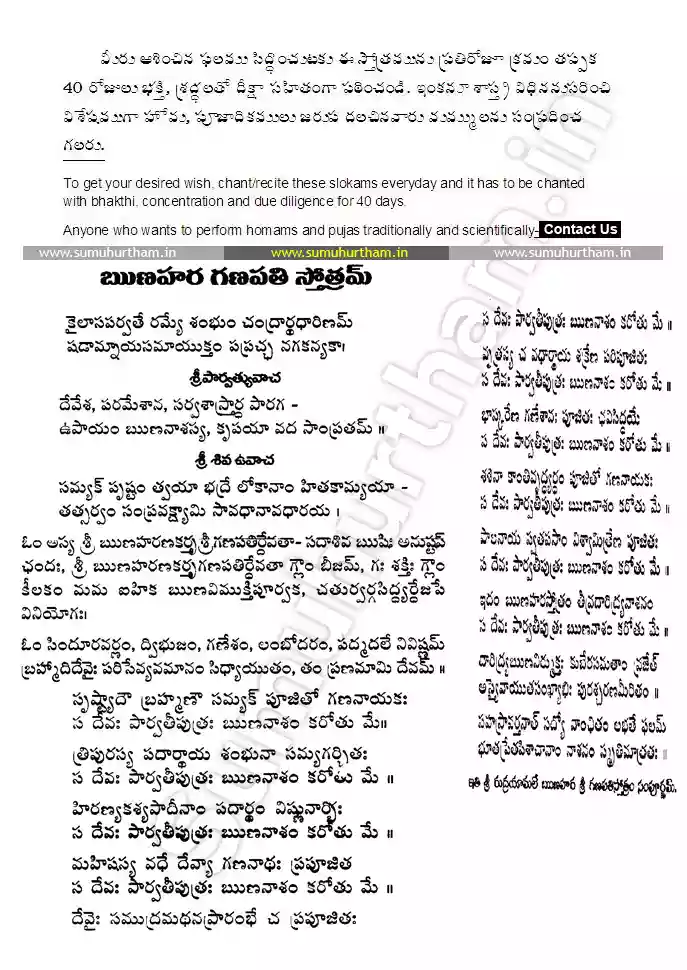 మీరు ఆశించిన ఫలము సిద్ధించుటకు ఈ స్తోత్రమును ప్రతిరోజూ క్రమం తప్పక
40 రోజులు భక్తి, శ్రద్ధలతో దీక్షా సహితంగా పఠించండి. ఇంకనూ శాస్త్ర విధిననుసరించి
విశేషముగా హోమ, పూజాదికములు జరుప దలచినవారు మమ్ములను సంప్రదించ
గలరు.
To get your desired wish, chant/recite these slokams everyday and it has to be chanted
with bhakthi, concentration and due diligence for 40 days.
Anyone who wants to perform homams and pujas traditionally and scientifically- Contact Us
www.sumuhurtham.in www.sumuhurtham.in www.sumuhurtham.in
ఋణహర గణపతి స్తోత్రమ్
కైలాసపర్వతే రమ్యే శంభుం చంద్రార్థధారిణమ్
షడామ్నాయసమాయుక్తం పప్రచ్ఛ నగకన్యకా।
శ్రీపార్వత్యువాచ
దేవేశ, పరమేశాన, సర్వశాస్త్రార్థ పారగ -
ఉపాయం ఋణనాశస్య, కృపయా వద సాంప్రతమ్ ॥
శ్రీ శివ ఉవాచ
సమ్యక్ పృష్టం త్వయా భద్రే లోకానాం హితకామ్యయా -
తత్సర్వం సంప్రవక్ష్యామి సావధానావధారయ ।
ఓం అస్య శ్రీ ఋణహరణకర్తృశ్రీగణపతిర్దేవతా- సదాశివ ఋషిః అనుష్టుప్
ఛందః, శ్రీ ఋణహరణకర్తృగణపతిర్దేవతా గ్లౌం బీజమ్, గః శక్తిః గ్లౌం
కీలకం మమ ఐహిక ఋణవిముక్తిపూర్వక, చతుర్వర్గసిద్ధ్యర్దేజపే
వినియోగః।
ఓం సిందూరవర్ణం, ద్విభుజం, గణేశం, లంబోదరం, పద్మదలే నివిష్టమ్
బ్రహ్మాదిదేవైః పరిసేవ్యమానం సిధ్యాయుతం, తం ప్రణమామి దేవమ్ ॥
సృష్ట్యాదౌ బ్రహ్మణౌ సమ్యక్ పూజితో గణనాయకః
స దేవః పార్వతీపుత్రః ఋణనాశం కరోతు మే॥
త్రిపురస్య పదార్థాయ శంభునా సమ్యగర్చితః
స దేవః పార్వతీపుత్రః ఋణనాశం కరోతు మే ॥
హిరణ్యకశ్యపాదీనాం పదార్థం విష్ణునార్చిః
స దేవః పార్వతీపుత్రః ఋణనాశం కరోతు మే ॥
మహిషస్య వధే దేవ్యా గణనాథః ప్రపూజిత
స దేవః పార్వతీపుత్రః ఋణనాశం కరోతు మే ॥
దేవైః సముద్రమథనప్రారంభే చ ప్రపూజితః
స దేవః పార్వతీపుత్రః ఋణనాశం కరోతు మే ॥
వృత్రస్య చ వధార్థాయ శక్రేణ పరిపూజితః
స దేవః పార్వతీపుత్రః ఋణనాశం కరోతు మే ॥
భాస్కరేణ గణేశానః పూజితః ఛవిసిద్ధయే
స దేవః పార్వతీపుత్రః ఋణనాశం కరోతు మే ॥
శశినా కాంతివృద్ధ్యర్థం పూజితో గణనాయకః
స దేవః పార్వతీపుత్రః ఋణనాశం కరోతు మే ॥
పాలనాయ స్వతపసాం విశ్వామిత్రేణ పూజితః
స దేవః పార్వతీపుత్రః ఋణనాశం కరోతు మే ॥
ఇదం ఋణహరస్తోత్రం తీవ్రదారిద్ర్యనాశనం
స దేవః పార్వతీపుత్రః ఋణనాశం కరోతు మే ॥
దారిద్ర్యఋణనిర్ముక్తః కుబేరసమతాం వ్రజేత్
పురశ్చరణమీరితం ॥
సహస్రావర్తనాత్ సద్యో వాంఛితం లభతే ఫలమ్
భూతప్రేతపిశాచానాం నాశనం స్మృతిమాత్రతః ॥
ఇతి శ్రీ రుద్రయామలే ఋణహర శ్రీ గణపతిస్తోత్రం సంపూర్ణమ్.
sumuhurtham.in